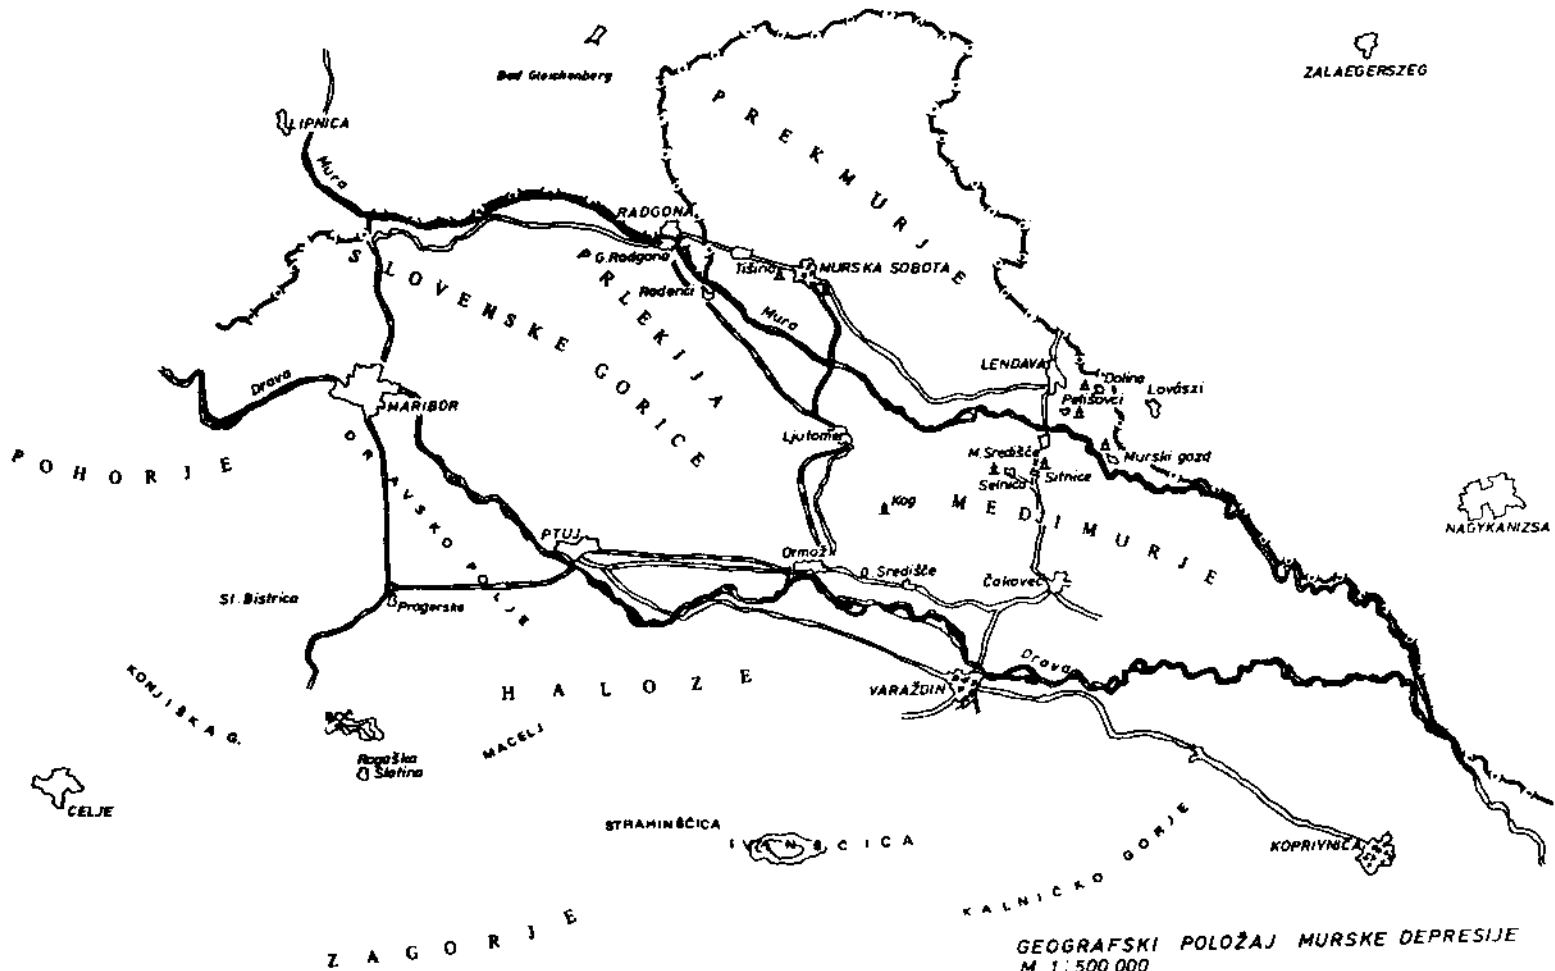 Bad Gleichenberg
ZALAEGERSZEG
PREKMURJE
LIPNICA
Mura
RADGONA
G. Radgona
Tišina
MURSKA SOBOTA
Radenci
SLOVENSKE GORICE
PRLEKIJA
Mura
LENDAVA
Dolina
Lovászi
Petišovci
Drava
MARIBOR
Ljutomer
M. Središče
Murski gozd
Selnica
Sitnice
POHORJE
DRAVSKO POLJE
Kog
MEDIMURJE
NAGYKANIZSA
PTUJ
Ormož
D. Središče
Čakovec
Sl. Bistrica
Pragersko
Drava
HALOZE
VARAŽDIN
KONJIŠKA G.
BOČ
MACELJ
Rogaška
Slatina
CELJE
STRAHINŠČICA
IVANŠČICA
KOPRIVNICA
KALNIČKO GORJE
ZAGORJE
GEOGRAFSKI POLOŽAJ MURSKE DEPRESIJE
M 1:500 000